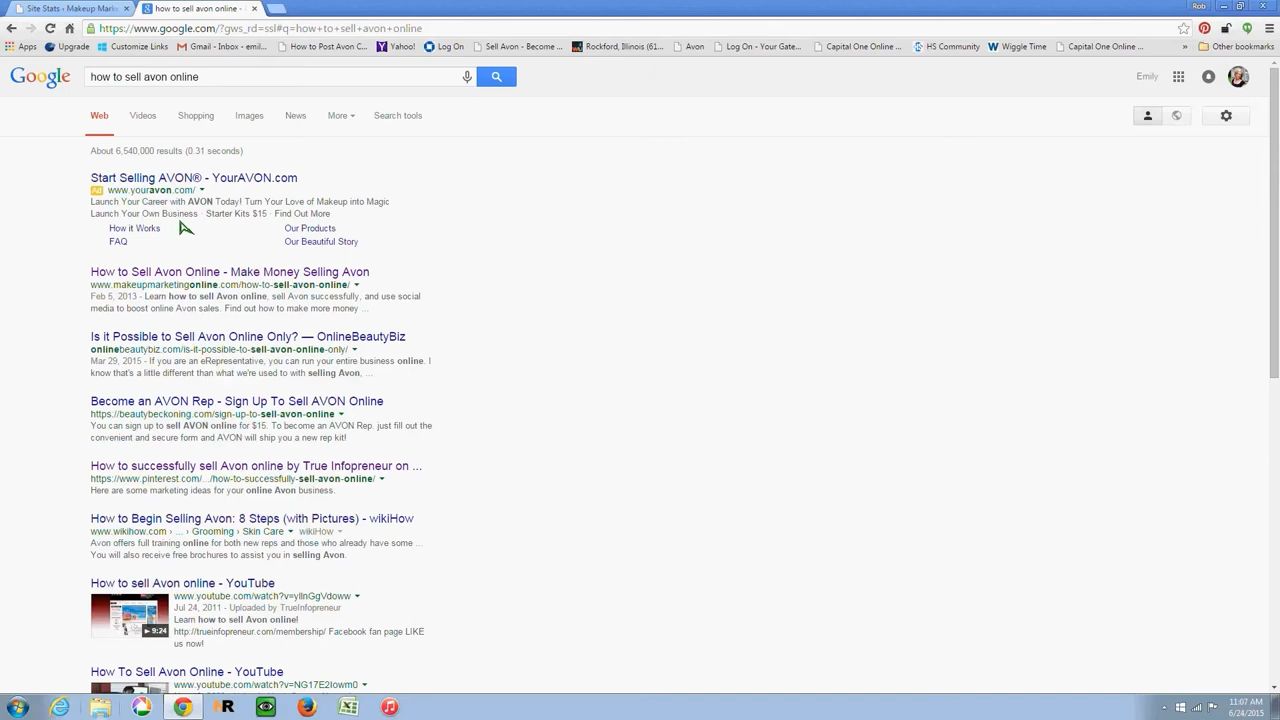 Site Stats ‹ Makeup Mark
how to sell avon online -
Rob
https://www.google.com/?gws_rd=ssl#q=how+to+sell+avon+online
Apps
Upgrade
Customize Links
Gmail - Inbox - emil...
How to Post Avon C...
Yahoo!
Log On
Sell Avon - Become ...
Rockford, Illinois (61...
Avon
Log On - Your Gate...
Capital One Online ...
HS Community
Wiggle Time
Capital One Online ...
»
Other bookmarks
Google
how to sell avon online
Emily
Web Videos Shopping Images News More Search tools
About 6,540,000 results (0.31 seconds)
Start Selling AVON® - YourAVON.com
Ad www.youravon.com/
Launch Your Career with AVON Today! Turn Your Love of Makeup into Magic
Launch Your Own Business · Starter Kits $15 · Find Out More
How it Works Our Products
FAQ Our Beautiful Story
How to Sell Avon Online - Make Money Selling Avon
www.makeupmarketingonline.com/how-to-sell-avon-online/
Feb 5, 2013 - Learn how to sell Avon online, sell Avon successfully, and use social
media to boost online Avon sales. Find out how to make more money ...
Is it Possible to Sell Avon Online Only? — OnlineBeautyBiz
onlinebeautybiz.com/is-it-possible-to-sell-avon-online-only/
Mar 29, 2015 - If you are an eRepresentative, you can run your entire business online. I
know that's a little different than what we're used to with selling Avon, ...
Become an AVON Rep - Sign Up To Sell AVON Online
https://beautybeckoning.com/sign-up-to-sell-avon-online
You can sign up to sell AVON online for $15. To become an AVON Rep. just fill out the
convenient and secure form and AVON will ship you a new rep kit!
How to successfully sell Avon online by True Infopreneur on ...
https://www.pinterest.com/.../how-to-successfully-sell-avon-online/
Here are some marketing ideas for your online Avon business.
How to Begin Selling Avon: 8 Steps (with Pictures) - wikiHow
www.wikihow.com › ... › Grooming › Skin Care wikiHow
Avon offers full training online for both new reps and those who already have some ...
You will also receive free brochures to assist you in selling Avon.
How to sell Avon online - YouTube
www.youtube.com/watch?v=yIlnGgVdoww
Jul 24, 2011 - Uploaded by TrueInfopreneur
Learn how to sell Avon online!
http://trueinfopreneur.com/membership/ Facebook fan page LIKE
us now!
9:24
How To Sell Avon Online - YouTube
www.youtube.com/watch?v=NG17E2Iowm0
11:07 AM
6/24/2015